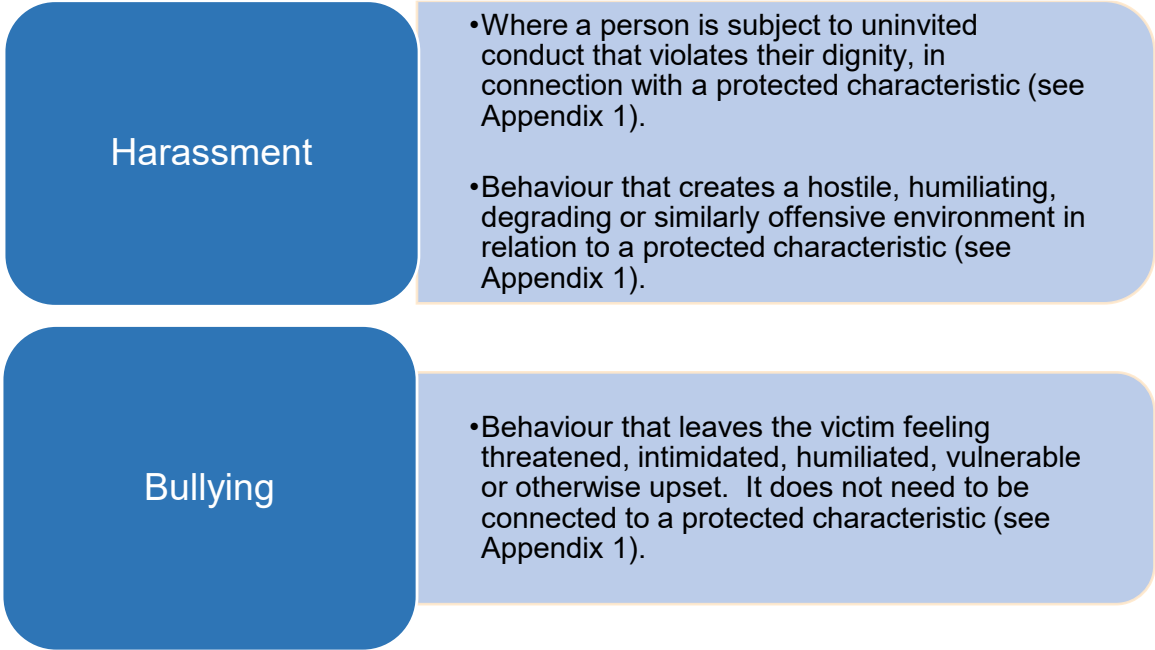 Harassment
•Where a person is subject to uninvited
conduct that violates their dignity, in
connection with a protected characteristic (see
Appendix 1).
•Behaviour that creates a hostile, humiliating,
degrading or similarly offensive environment in
relation to a protected characteristic (see
Appendix 1).
Bullying
•Behaviour that leaves the victim feeling
threatened, intimidated, humiliated, vulnerable
or otherwise upset.  It does not need to be
connected to a protected characteristic (see
Appendix 1).